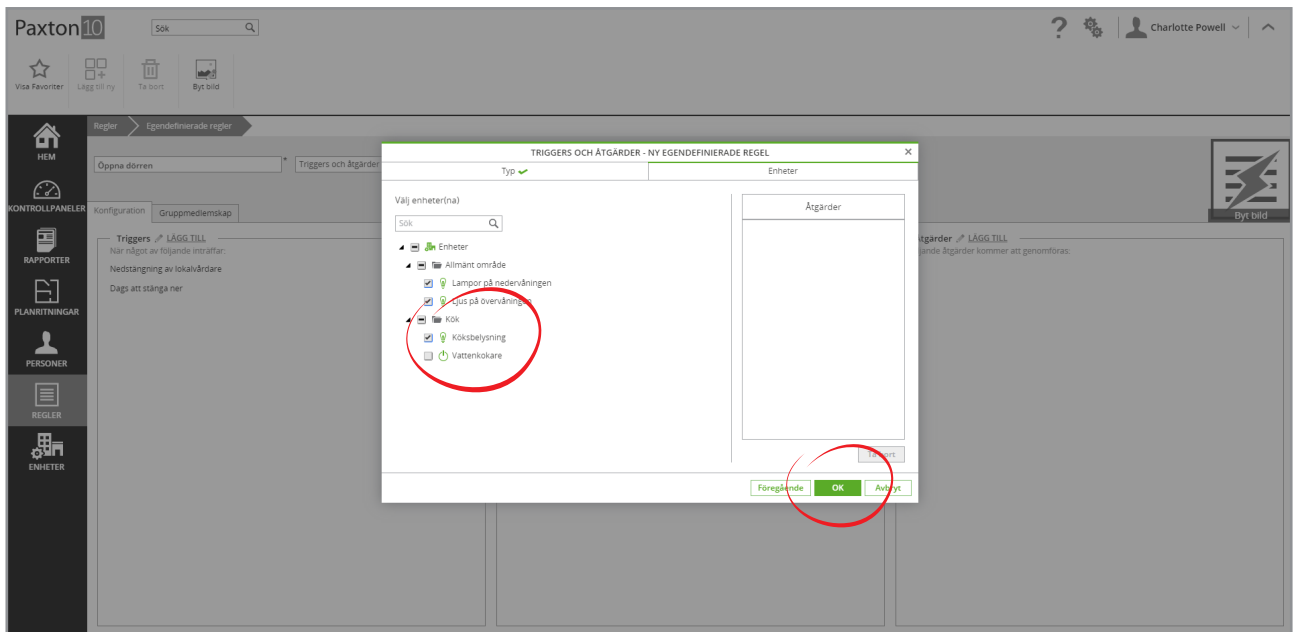 Paxton10
Sök
Charlotte Powell
Visa Favoriter
Lägg till ny
Ta bort
Byt bild
HEM
KONTROLLPANELER
RAPPORTER
PLANRITNINGAR
PERSONER
REGLER
ENHETER
Regler
Egendefinierade regler
Öppna dörren
*
Triggers och åtgärder
Konfiguration
Gruppmedlemskap
Triggers LÄGG TILL
När något av följande inträffar:
Nedstängning av lokalvårdare
Dags att stänga ner
TRIGGERS OCH ÅTGÄRDER - NY EGENDEFINIERADE REGEL
Typ
Enheter
Välj enheter(na)
Sök
Enheter
Allmänt område
Lampor på nedervåningen
Ljus på övervåningen
Kök
Köksbelysning
Vattenkokare
Åtgärder
Ta bort
Föregående
OK
Avbryt
tgärder LÄGG TILL
jande åtgärder kommer att genomföras:
Byt bild